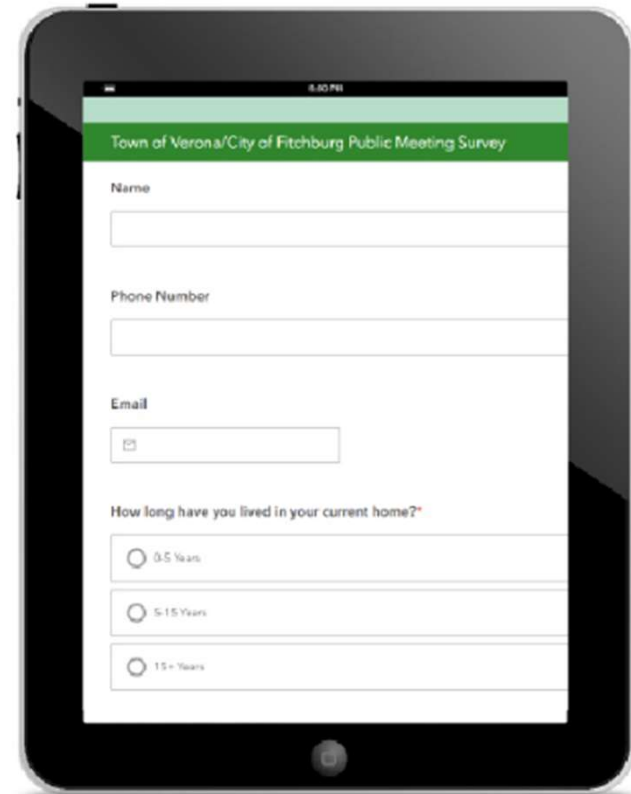 Town of Verona/City of Fitchburg Public Meeting Survey
Name
Phone Number
Email
How long have you lived in your current home?*
0-5 Years
5-15 Years
15+ Years